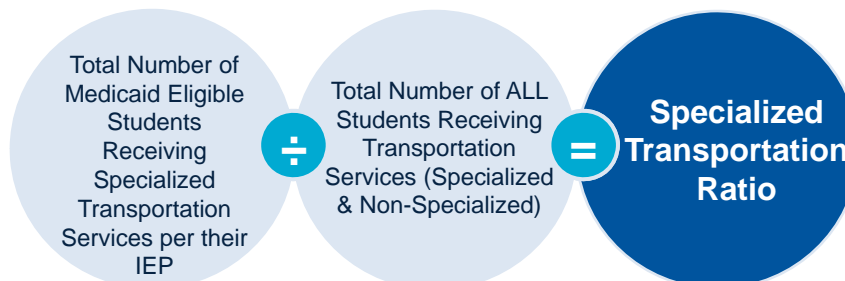 Total Number of
Medicaid Eligible
Students
Receiving
Specialized
Transportation
Services per their
IEP
÷
Total Number of ALL
Students Receiving
Transportation
Services (Specialized
& Non-Specialized)
=
Specialized
Transportation
Ratio